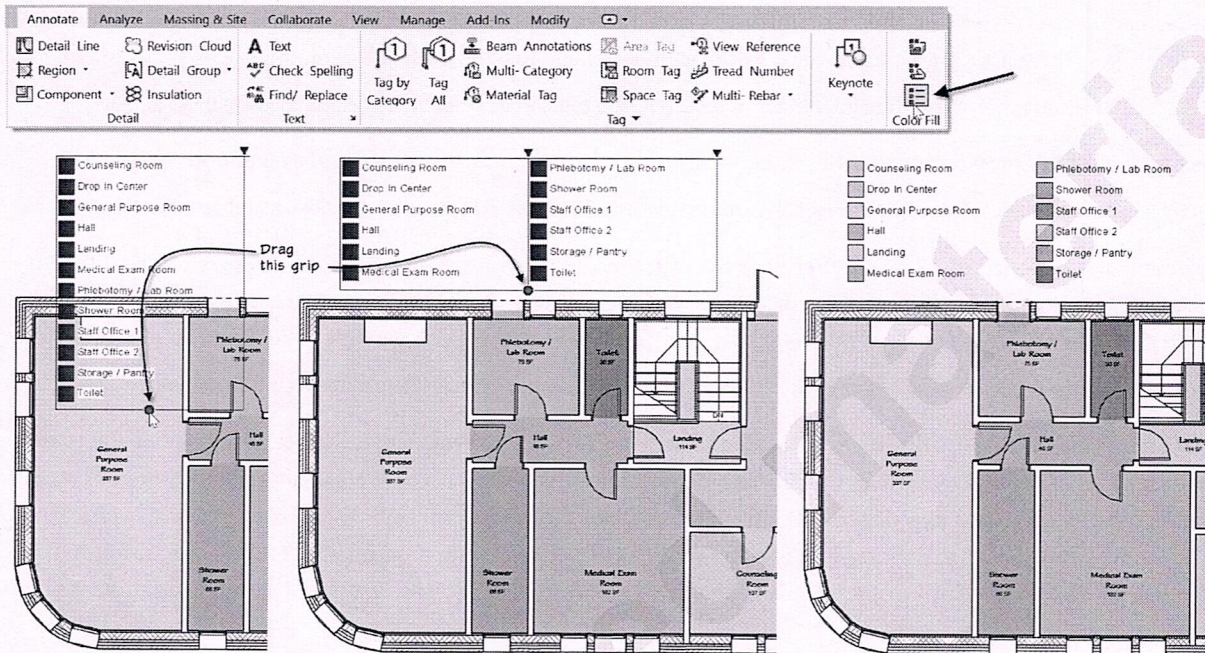 Annotate Analyze Massing & Site Collaborate View Manage Add-Ins Modify
Detail Line Revision Cloud A Text Beam Annotations Area Tag View Reference
Region Detail Group ABC Check Spelling Tag by Category Tag All Multi- Category Room Tag Tread Number Keynote
Component Insulation Find/ Replace Material Tag Space Tag Multi- Rebar
Detail Text Tag Color Fill
Counseling Room
Drop In Center
General Purpose Room
Hall
Landing
Medical Exam Room
Phlebotomy / Lab Room
Shower Room
Staff Office 1
Staff Office 2
Storage / Pantry
Toilet
Drag
this grip
Counseling Room
Drop In Center
General Purpose Room
Hall
Landing
Medical Exam Room
Phlebotomy / Lab Room
Shower Room
Staff Office 1
Staff Office 2
Storage / Pantry
Toilet
Counseling Room
Drop In Center
General Purpose Room
Hall
Landing
Medical Exam Room
Phlebotomy / Lab Room
Shower Room
Staff Office 1
Staff Office 2
Storage / Pantry
Toilet
Phlebotomy /
Lab Room
Hall
General
Purpose
Room
Shower
Room
Phlebotomy /
Lab Room
Toilet
DN
Hall
Landing
General
Purpose
Room
Shower
Room
Medical Exam
Room
Counseling
Room
Phlebotomy /
Lab Room
Toilet
Hall
Landing
General
Purpose
Room
Shower
Room
Medical Exam
Room